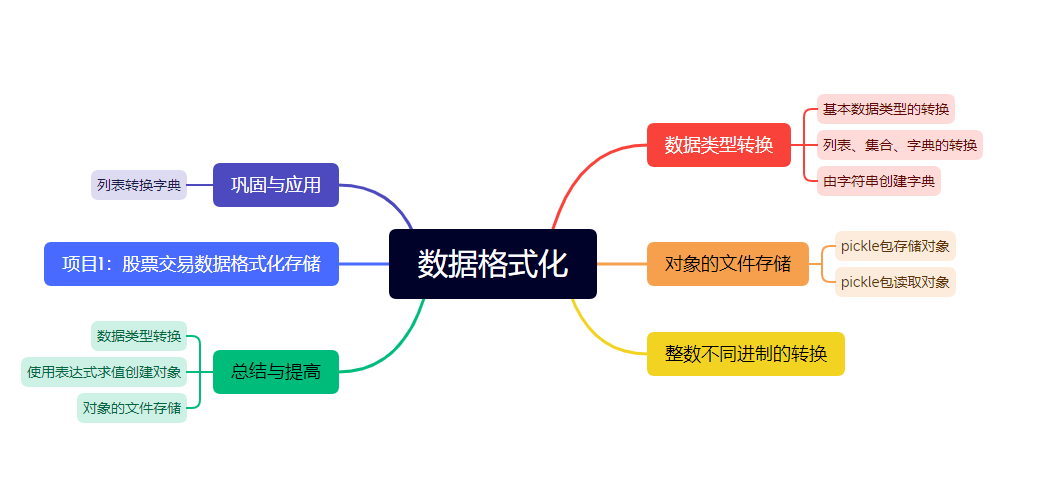 数据格式化
数据类型转换
基本数据类型的转换
列表、集合、字典的转换
由字符串创建字典
对象的文件存储
pickle包存储对象
pickle包读取对象
整数不同进制的转换
巩固与应用
列表转换字典
项目1：股票交易数据格式化存储
总结与提高
数据类型转换
使用表达式求值创建对象
对象的文件存储